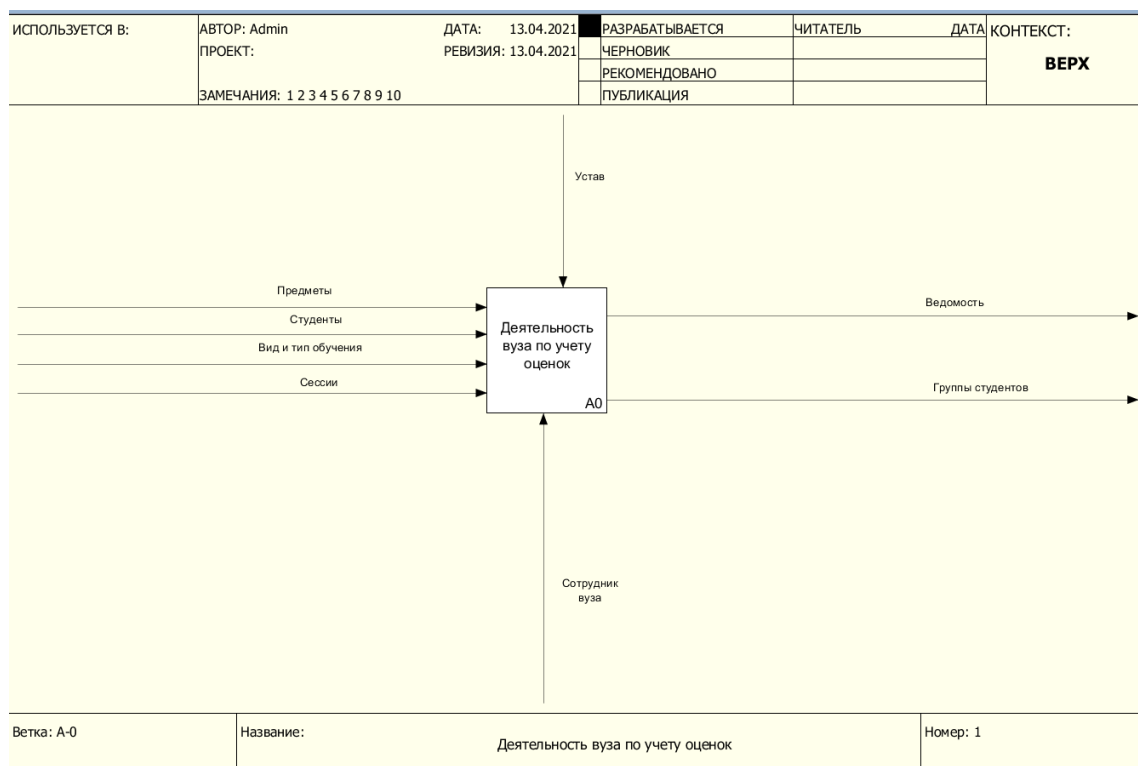 ИСПОЛЬЗУЕТСЯ В:
АВТОР: Admin
ДАТА: 13.04.2021
РАЗРАБАТЫВАЕТСЯ
ЧИТАТЕЛЬ
ДАТА
КОНТЕКСТ:
ПРОЕКТ:
РЕВИЗИЯ: 13.04.2021
ЧЕРНОВИК
ВЕРХ
РЕКОМЕНДОВАНО
ЗАМЕЧАНИЯ: 1 2 3 4 5 6 7 8 9 10
ПУБЛИКАЦИЯ
Устав
Предметы
Студенты
Вид и тип обучения
Сессии
Деятельность
вуза по учету
оценок
A0
Ведомость
Группы студентов
Сотрудник
вуза
Ветка: A-0
Название:
Деятельность вуза по учету оценок
Номер: 1